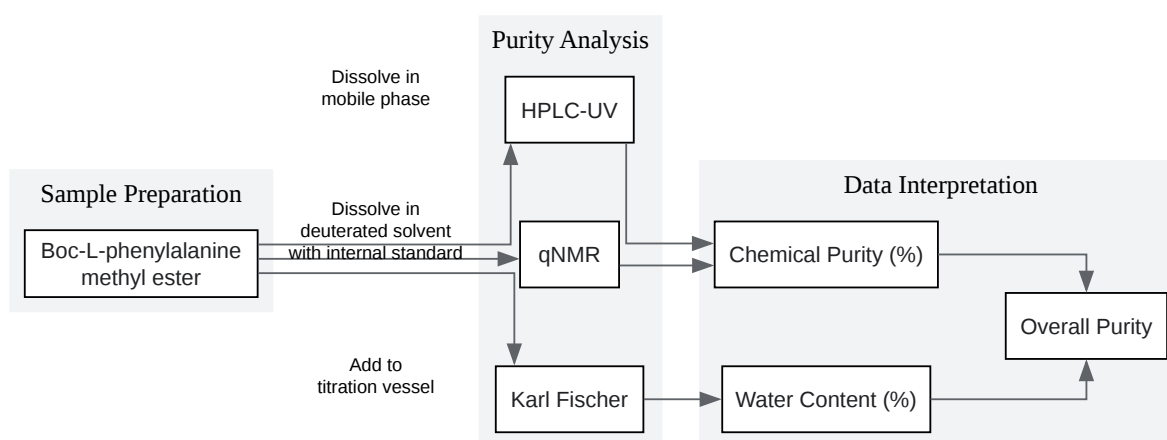 Purity Analysis
Dissolve in
mobile phase
HPLC-UV
Sample Preparation
Data Interpretation
Boc-L-phenylalanine
methyl ester
Dissolve in
deuterated solvent
with internal standard
qNMR
Chemical Purity (%)
Overall Purity
Add to
titration vessel
Karl Fischer
Water Content (%)